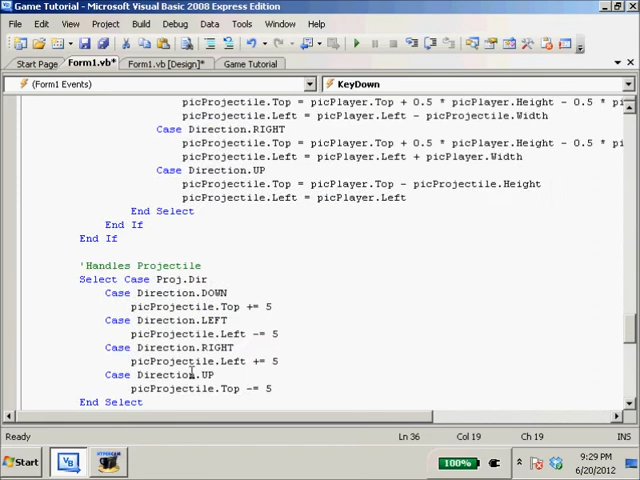 Game Tutorial - Microsoft Visual Basic 2008 Express Edition
File Edit View Project Build Debug Data Tools Window Help
Start Page Form1.vb* Form1.vb [Design]* Game Tutorial
(Form1 Events) KeyDown
picProjectile.Top = picPlayer.Top + 0.5 * picPlayer.Height - 0.5 * pi
picProjectile.Left = picPlayer.Left - picProjectile.Width
Case Direction.RIGHT
picProjectile.Top = picPlayer.Top + 0.5 * picPlayer.Height - 0.5 * pi
picProjectile.Left = picPlayer.Left + picPlayer.Width
Case Direction.UP
picProjectile.Top = picPlayer.Top - picProjectile.Height
picProjectile.Left = picPlayer.Left
End Select
End If
End If
'Handles Projectile
Select Case Proj.Dir
Case Direction.DOWN
picProjectile.Top += 5
Case Direction.LEFT
picProjectile.Left -= 5
Case Direction.RIGHT
picProjectile.Left += 5
Case Direction.UP
picProjectile.Top -= 5
End Select
Ready Ln 36 Col 19 Ch 19 INS
Start VB HYPERCAM 100% 9:29 PM
6/20/2012